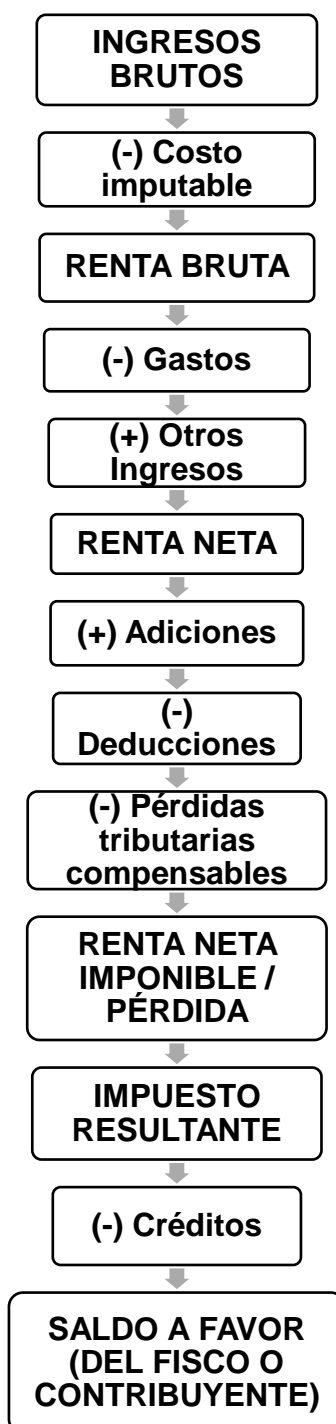 INGRESOS
BRUTOS
(-) Costo
imputable
RENTA BRUTA
(-) Gastos
(+) Otros
Ingresos
RENTA NETA
(+) Adiciones
(-)
Deducciones
(-) Pérdidas
tributarias
compensables
RENTA NETA
IMPONIBLE /
PÉRDIDA
IMPUESTO
RESULTANTE
(-) Créditos
SALDO A FAVOR
(DEL FISCO O
CONTRIBUYENTE)